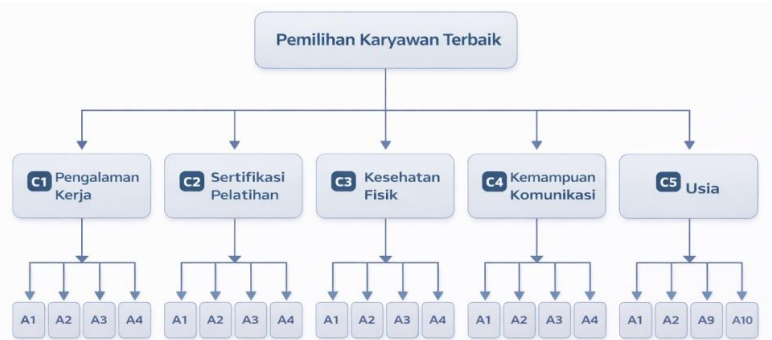 Pemilihan Karyawan Terbaik
C1 Pengalaman
Kerja
C2 Sertifikasi
Pelatihan
C3 Kesehatan
Fisik
C4 Kemampuan
Komunikasi
C5 Usia
A1 A2 A3 A4
A1 A2 A3 A4
A1 A2 A3 A4
A1 A2 A3 A4
A1 A2 A9 A10